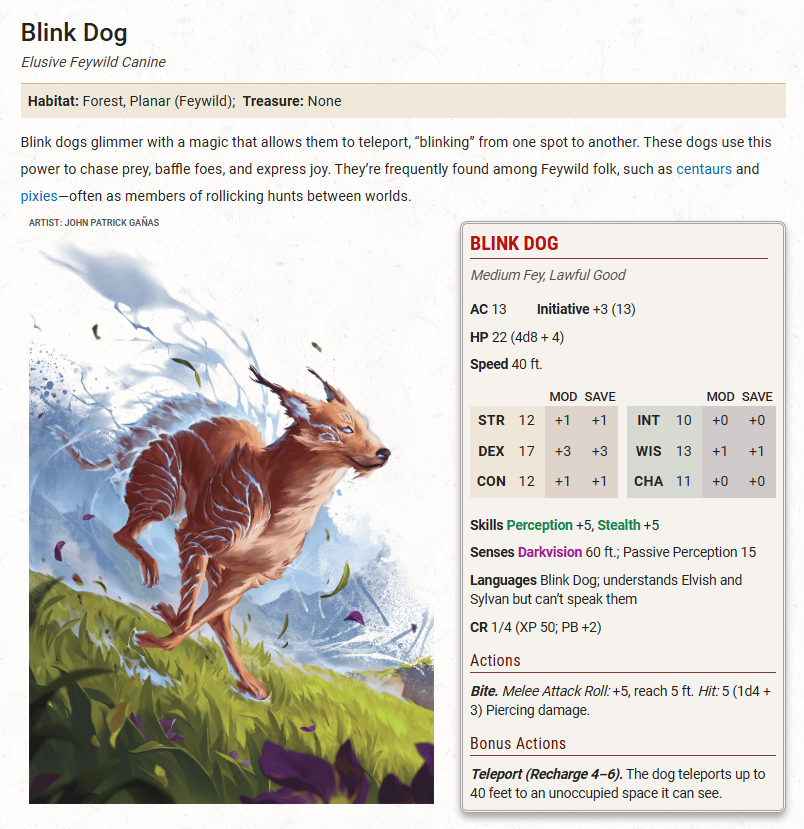 Blink Dog
Elusive Feywild Canine
Habitat: Forest, Planar (Feywild);  Treasure: None
Blink dogs glimmer with a magic that allows them to teleport, “blinking” from one spot to another. These dogs use this
power to chase prey, baffle foes, and express joy. They’re frequently found among Feywild folk, such as centaurs and
pixies—often as members of rollicking hunts between worlds.
ARTIST: JOHN PATRICK GAÑAS
BLINK DOG
Medium Fey, Lawful Good
AC 13 Initiative +3 (13)
HP 22 (4d8 + 4)
Speed 40 ft.
MOD SAVE MOD SAVE
STR 12 +1 +1 INT 10 +0 +0
DEX 17 +3 +3 WIS 13 +1 +1
CON 12 +1 +1 CHA 11 +0 +0
Skills Perception +5, Stealth +5
Senses Darkvision 60 ft.; Passive Perception 15
Languages Blink Dog; understands Elvish and
Sylvan but can’t speak them
CR 1/4 (XP 50; PB +2)
Actions
Bite. Melee Attack Roll: +5, reach 5 ft. Hit: 5 (1d4 +
3) Piercing damage.
Bonus Actions
Teleport (Recharge 4–6). The dog teleports up to
40 feet to an unoccupied space it can see.